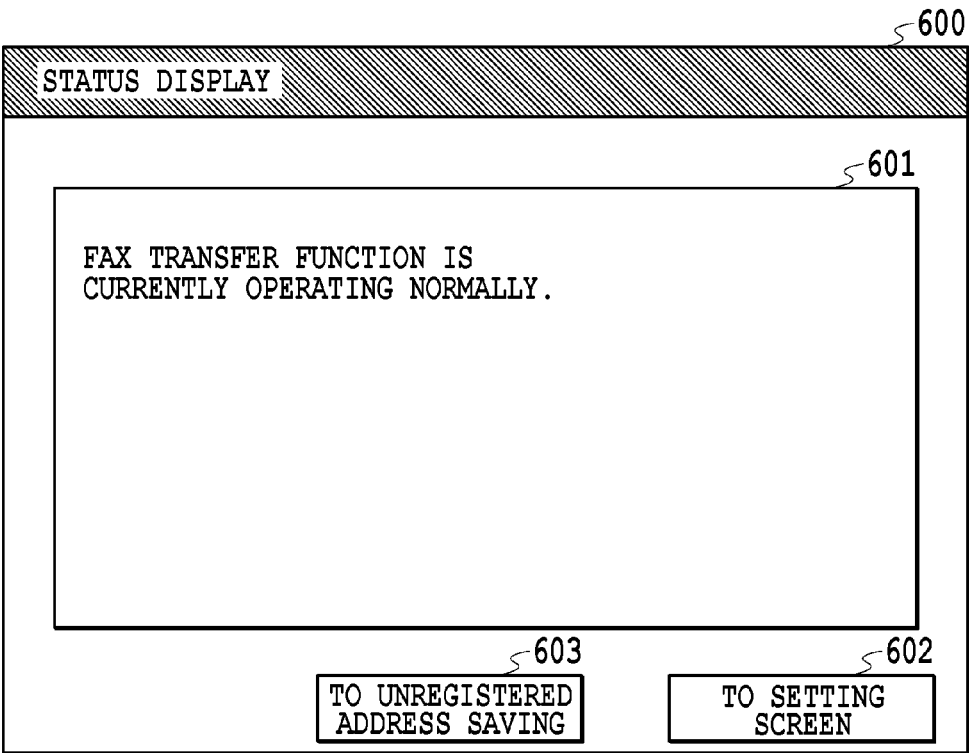 600
STATUS DISPLAY
601
FAX TRANSFER FUNCTION IS
CURRENTLY OPERATING NORMALLY.
603
602
TO UNREGISTERED
ADDRESS SAVING
TO SETTING
SCREEN